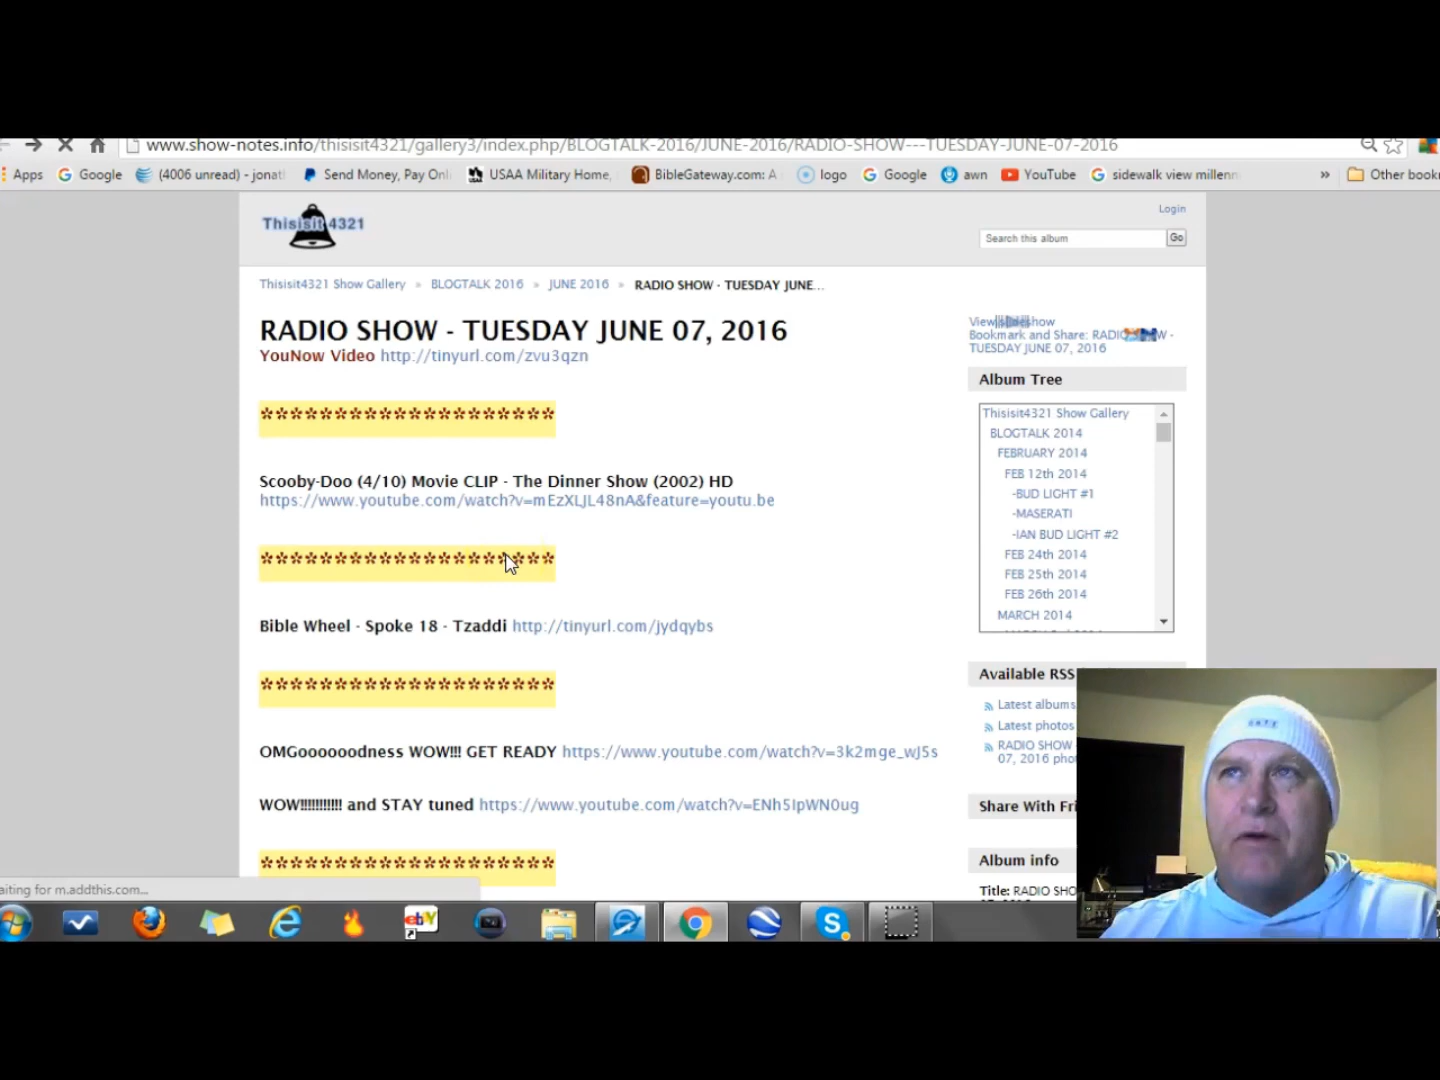 www.show-notes.info/thisisit4321/gallery3/index.php/BLOGTALK-2016/JUNE-2016/RADIO-SHOW---TUESDAY-JUNE-07-2016
Apps Google (4006 unread) - jonat Send Money, Pay Onl USAA Military Home, BibleGateway.com: A logo Google awn YouTube sidewalk view millenn » Other book
Thisisit 4321
Login
Search this album Go
Thisisit4321 Show Gallery » BLOGTALK 2016 » JUNE 2016 » RADIO SHOW - TUESDAY JUNE...
RADIO SHOW - TUESDAY JUNE 07, 2016
YouNow Video http://tinyurl.com/zvu3qzn
********************
Scooby-Doo (4/10) Movie CLIP - The Dinner Show (2002) HD
https://www.youtube.com/watch?v=mEzXLJL48nA&feature=youtu.be
********************
Bible Wheel - Spoke 18 - Tzaddi http://tinyurl.com/jydqybs
********************
OMGoooooodness WOW!!! GET READY https://www.youtube.com/watch?v=3k2mge_wJ5s
WOW!!!!!!!!!!! and STAY tuned https://www.youtube.com/watch?v=ENh5IpWN0ug
********************
View slideshow
Bookmark and Share: RADIO SHOW -
TUESDAY JUNE 07, 2016
Album Tree
Thisisit4321 Show Gallery
BLOGTALK 2014
FEBRUARY 2014
FEB 12th 2014
-BUD LIGHT #1
-MASERATI
-IAN BUD LIGHT #2
FEB 24th 2014
FEB 25th 2014
FEB 26th 2014
MARCH 2014
Available RSS
Latest albums
Latest photos
RADIO SHOW
07, 2016 pho
Share With Fri
Album info
Title: RADIO SHO
aiting for m.addthis.com...
ebY